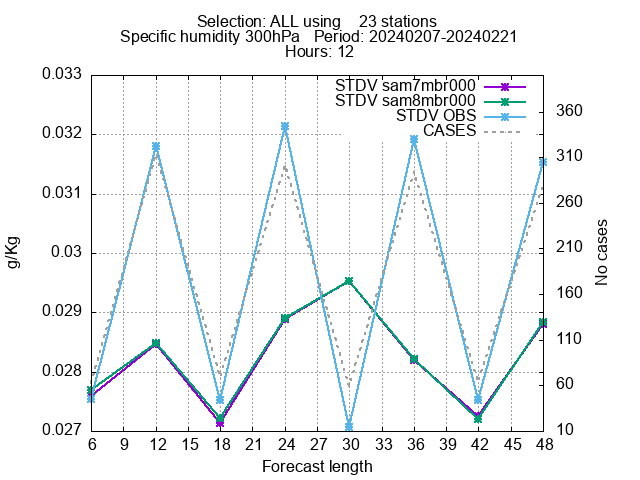 Selection: ALL using    23 stations
Specific humidity 300hPa   Period: 20240207-20240221
Hours: 12
STDV sam7mbr000
STDV sam8mbr000
STDV OBS
CASES
0.033
0.032
0.031
0.03
0.029
0.028
0.027
g/Kg
360
310
260
210
160
110
60
10
No cases
6 9 12 15 18 21 24 27 30 33 36 39 42 45 48
Forecast length